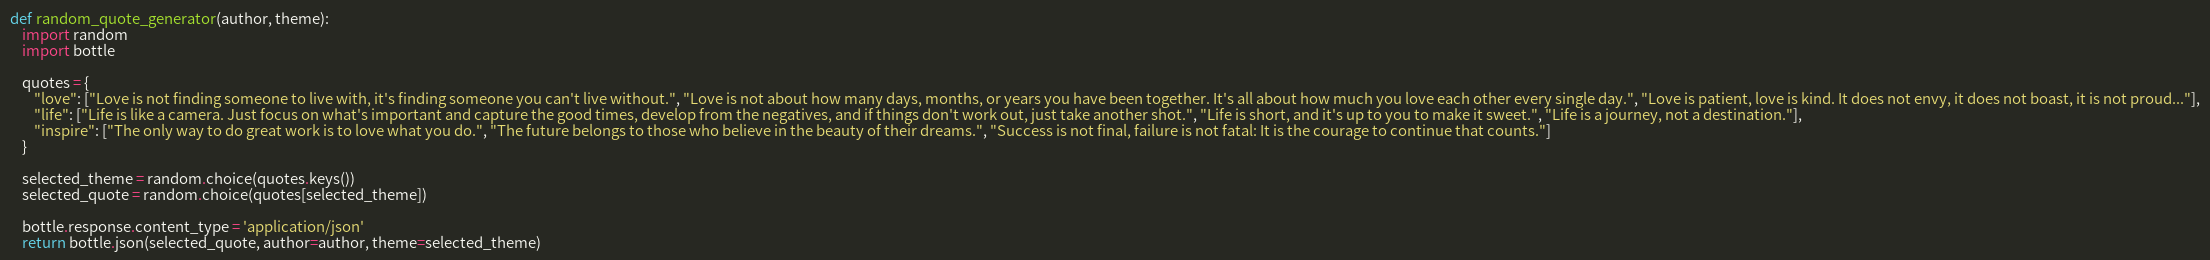 def random_quote_generator(author, theme):
import random
import bottle
quotes = {
"love": ["Love is not finding someone to live with, it's finding someone you can't live without.", "Love is not about how many days, months, or years you have been together. It's all about how much you love each other every single day.", "Love is patient, love is kind. It does not envy, it does not boast, it is not proud..."],
"life": ["Life is like a camera. Just focus on what's important and capture the good times, develop from the negatives, and if things don't work out, just take another shot.", "Life is short, and it's up to you to make it sweet.", "Life is a journey, not a destination."],
"inspire": ["The only way to do great work is to love what you do.", "The future belongs to those who believe in the beauty of their dreams.", "Success is not final, failure is not fatal: It is the courage to continue that counts."]
}
selected_theme = random.choice(quotes.keys())
selected_quote = random.choice(quotes[selected_theme])
bottle.response.content_type = 'application/json'
return bottle.json(selected_quote, author=author, theme=selected_theme)